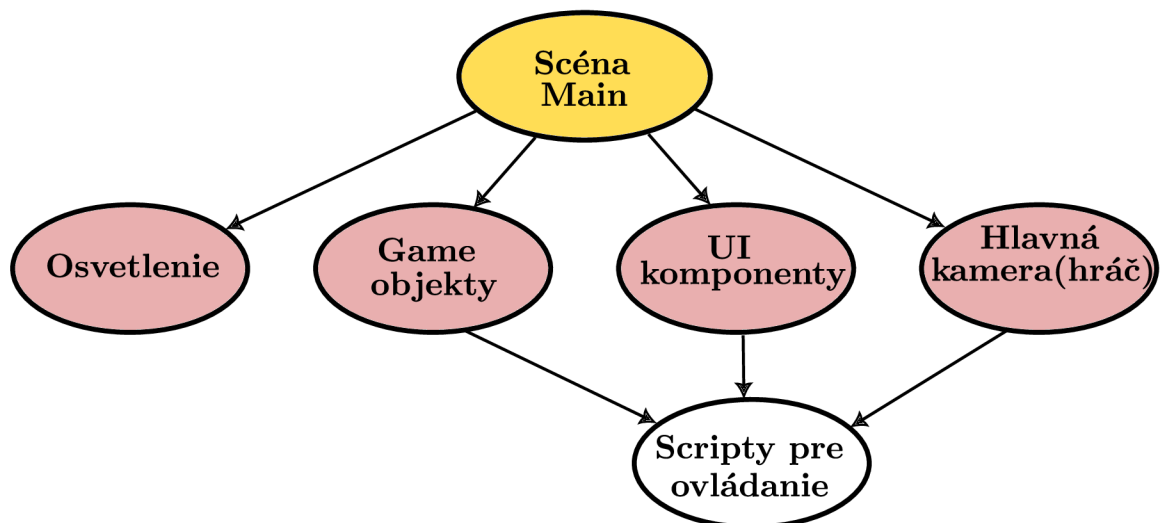 Scéna
Main
Osvetlenie
Game
objekty
UI
komponenty
Hlavná
kamera(hráč)
Scripty pre
ovládanie